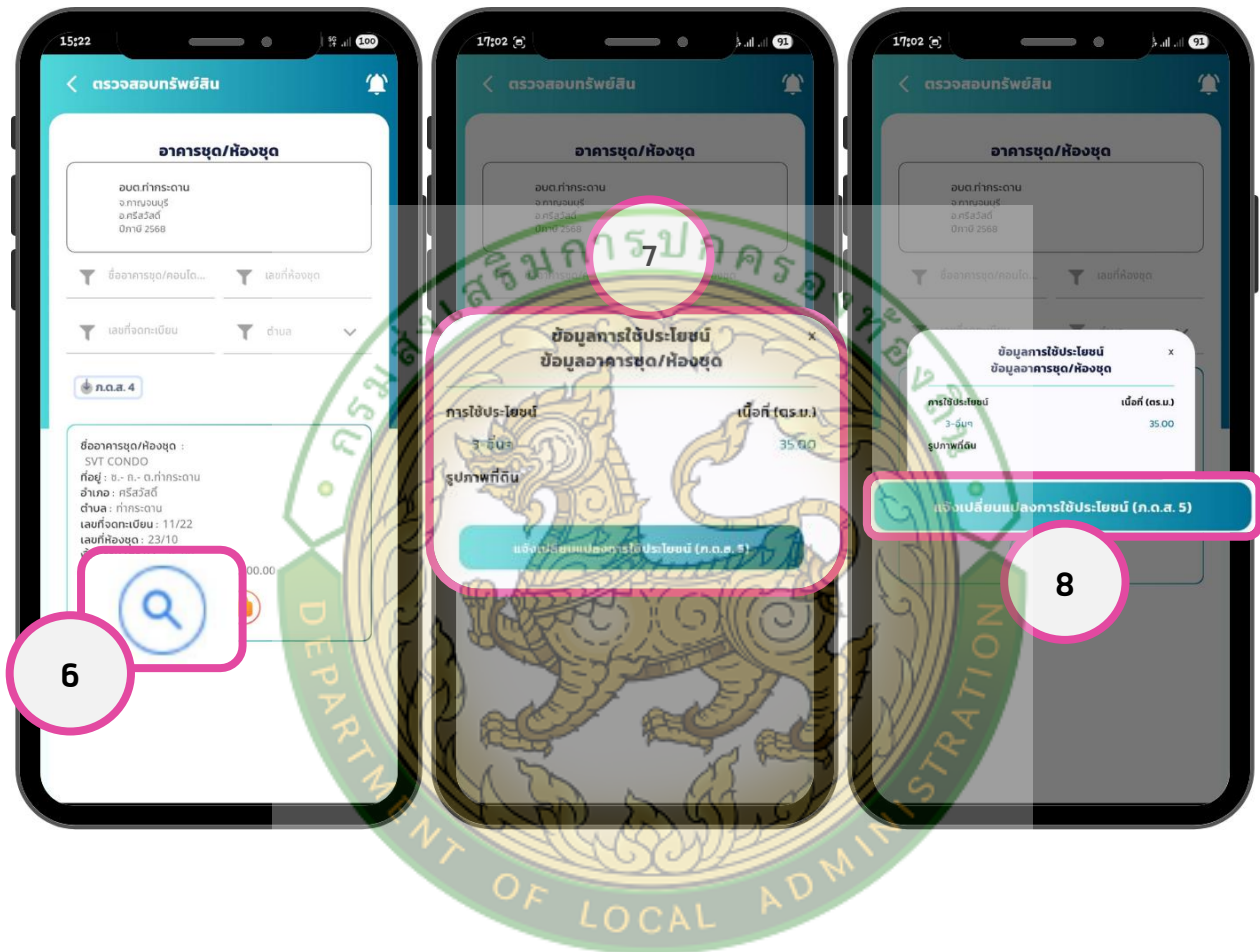 15:22
100
ตรวจสอบทรัพย์สิน
อาคารชุด/ห้องชุด
อบต.ท่ากระดาน
จ.กาญจนบุรี
อ.ศรีสวัสดิ์
ปีภาษี 2568
ชื่ออาคารชุด/คอนโด...
เลขที่ห้องชุด
เลขที่จดทะเบียน
ตำบล
ภ.ด.ส. 4
ชื่ออาคารชุด/ห้องชุด :
SVT CONDO
ที่อยู่ : ซ.- ถ.- ต.ท่ากระดาน
อำเภอ : ศรีสวัสดิ์
ตำบล : ท่ากระดาน
เลขที่จดทะเบียน : 11/22
เลขที่ห้องชุด : 23/10
00.00
6
17:02
91
ตรวจสอบทรัพย์สิน
อาคารชุด/ห้องชุด
อบต.ท่ากระดาน
จ.กาญจนบุรี
อ.ศรีสวัสดิ์
7
ข้อมูลการใช้ประโยชน์
x
ข้อมูลอาคารชุด/ห้องชุด
การใช้ประโยชน์
เนื้อที่ (ตร.ม.)
3-อื่นๆ
35.00
รูปภาพที่ดิน
แจ้งเปลี่ยนแปลงการใช้ประโยชน์ (ภ.ด.ส. 5)
17:02
91
ตรวจสอบทรัพย์สิน
อาคารชุด/ห้องชุด
อบต.ท่ากระดาน
จ.กาญจนบุรี
อ.ศรีสวัสดิ์
ปีภาษี 2568
ชื่ออาคารชุด/คอนโด...
เลขที่ห้องชุด
ข้อมูลการใช้ประโยชน์
x
ข้อมูลอาคารชุด/ห้องชุด
การใช้ประโยชน์
เนื้อที่ (ตร.ม.)
3-อื่นๆ
35.00
รูปภาพที่ดิน
แจ้งเปลี่ยนแปลงการใช้ประโยชน์ (ภ.ด.ส. 5)
8
กรมส่งเสริมการปกครองท้องถิ่น
DEPARTMENT OF LOCAL ADMINISTRATION